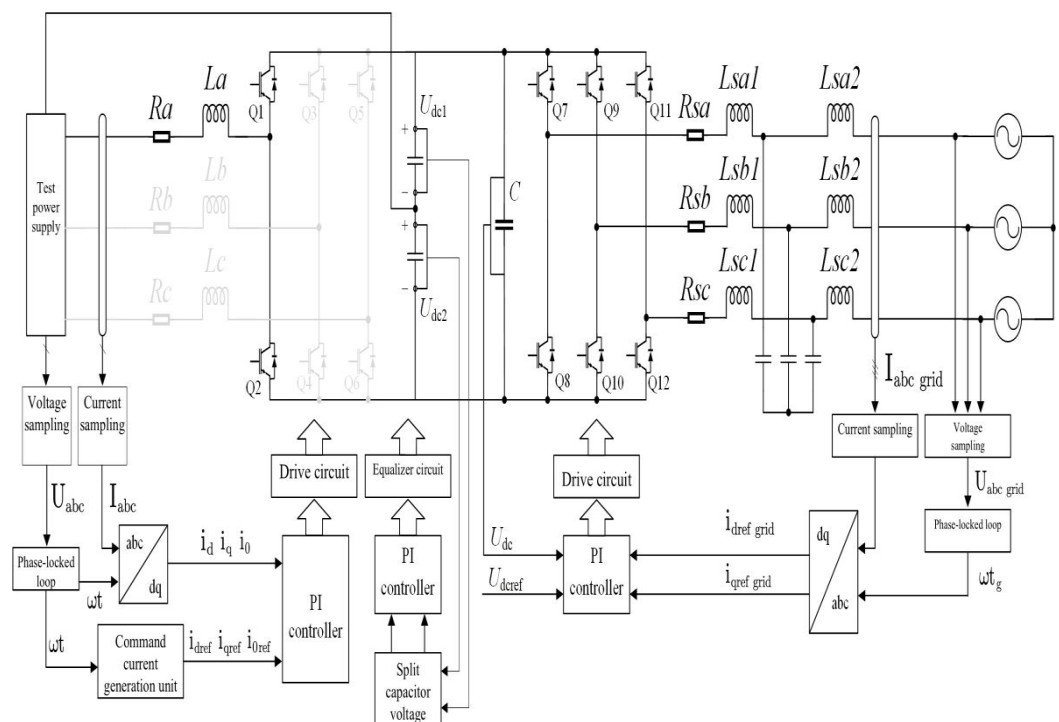 La
Ra
Q1
Q3
Q5
Udc1
+
−
Lb
Rb
Test
power
supply
Lc
Rc
+
−
Udc2
Q2
Q4
Q6
C
Q7
Q9
Q11
Rsa
Lsa1
Lsa2
Rsb
Lsb1
Lsb2
Rsc
Lsc1
Lsc2
Q8
Q10
Q12
Iabc grid
Voltage
sampling
Current
sampling
Drive circuit
Equalizer circuit
Drive circuit
Current sampling
Voltage
sampling
Uabc
Iabc
Uabc grid
Phase-locked
loop
abc
dq
id iq i0
ωt
PI
controller
PI
controller
Udc
Udcref
PI
controller
idref grid
iqref grid
dq
abc
Phase-locked loop
ωtg
ωt
Command
current
generation unit
idref iqref i0ref
Split
capacitor
voltage